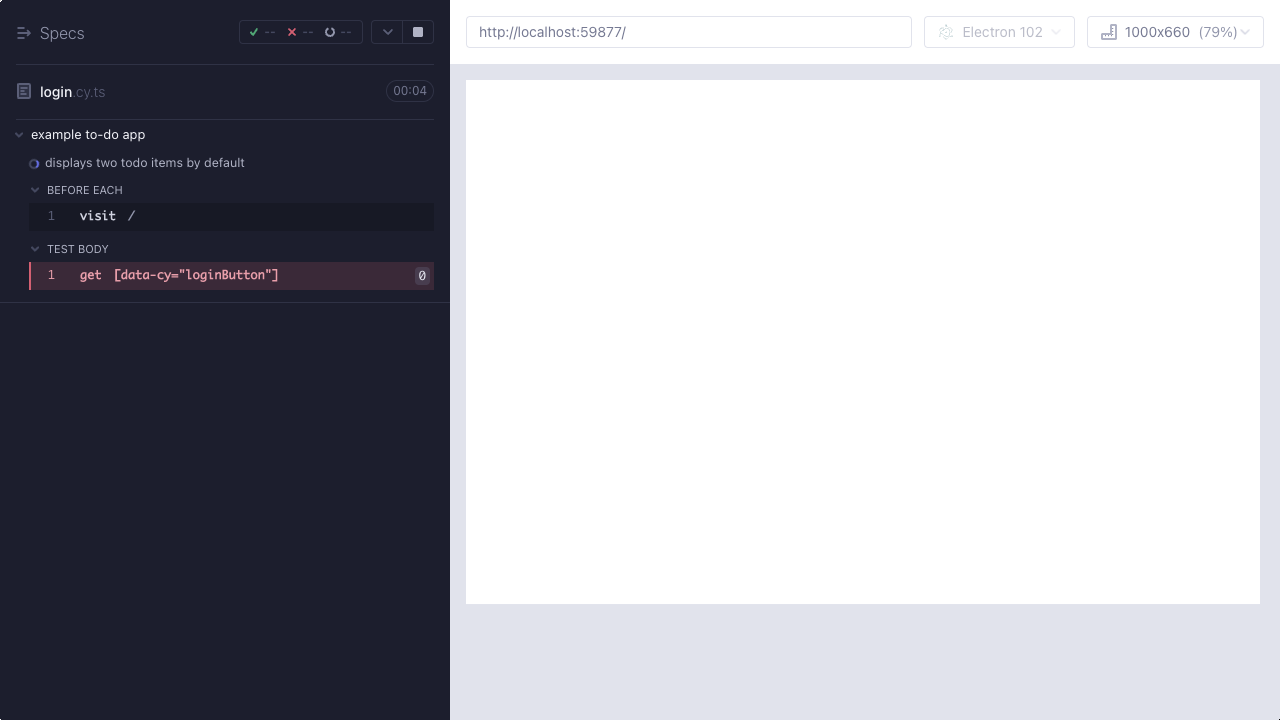 Specs
-- -- --
login.cy.ts 00:04
example to-do app
displays two todo items by default
BEFORE EACH
1 visit /
TEST BODY
1 get [data-cy="loginButton"] 0
http://localhost:59877/
Electron 102
1000x660 (79%)